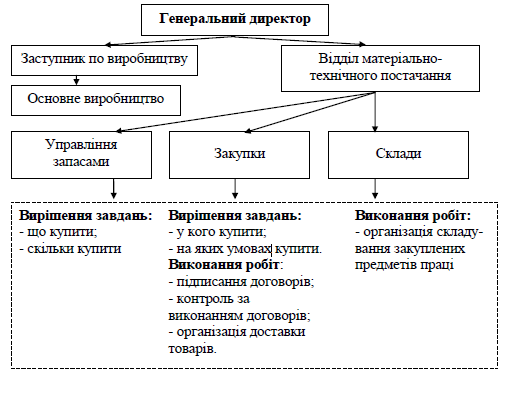 Генеральний директор
Заступник по виробництву
Відділ матеріально-
технічного постачання
Основне виробництво
Управління
запасами
Закупки
Склади
Вирішення завдань:
- що купити;
- скільки купити
Вирішення завдань:
- у кого купити;
- на яких умовах купити.
Виконання робіт:
- підписання договорів;
- контроль за
виконанням договорів;
- організація доставки
товарів.
Виконання робіт:
- організація складу-
вання закуплених
предметів праці